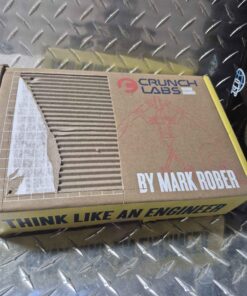 CRUNCH
LABS
BY MARK ROBER
THINK LIKE AN ENGINEER